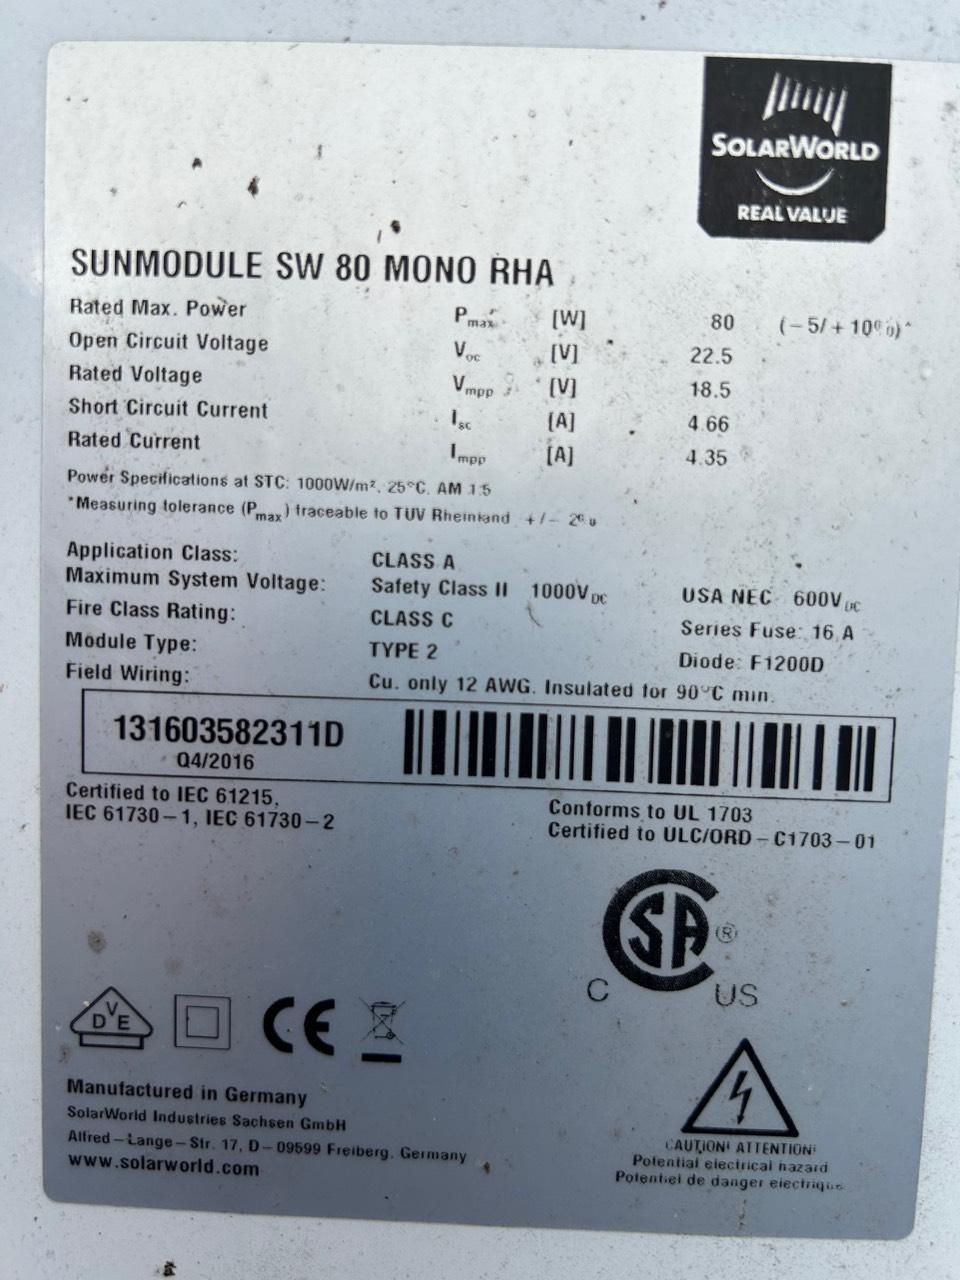 SOLARWORLD
REAL VALUE
SUNMODULE SW 80 MONO RHA
Rated Max. Power Pmax [W] 80 (−5/+10%)*
Open Circuit Voltage Voc [V] 22.5
Rated Voltage Vmpp [V] 18.5
Short Circuit Current Isc [A] 4.66
Rated Current Impp [A] 4.35
Power Specifications at STC: 1000W/m², 25°C, AM 1.5
*Measuring tolerance (Pmax) traceable to TUV Rheinland +/− 2%
Application Class: CLASS A
Maximum System Voltage: Safety Class II 1000VDC USA NEC 600VDC
Fire Class Rating: CLASS C Series Fuse: 16 A
Module Type: TYPE 2 Diode: F1200D
Field Wiring: Cu. only 12 AWG. Insulated for 90°C min.
131603582311D
Q4/2016
Certified to IEC 61215,
IEC 61730−1, IEC 61730−2
Conforms to UL 1703
Certified to ULC/ORD−C1703−01
SA ®
C US
DVE
CE
Manufactured in Germany
SolarWorld Industries Sachsen GmbH
Alfred−Lange−Str. 17, D−09599 Freiberg, Germany
www.solarworld.com
CAUTION! ATTENTION!
Potential electrical hazard
Potentiel de danger electrique